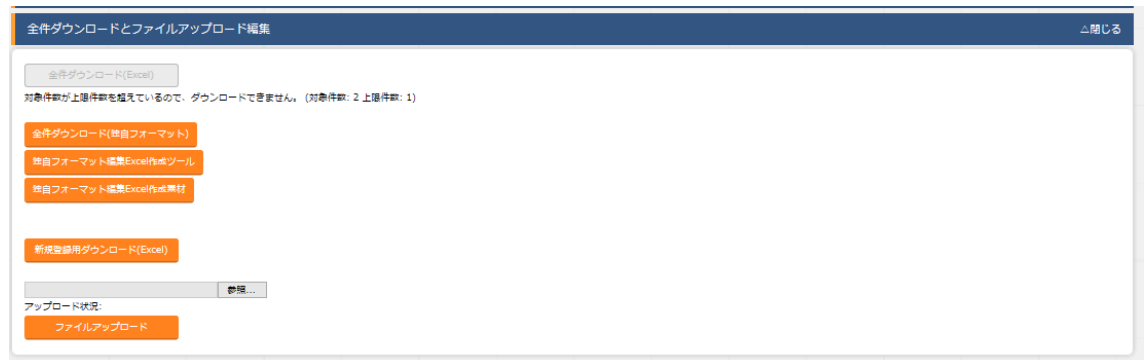 全件ダウンロードとファイルアップロード編集
△閉じる
全件ダウンロード(Excel)
対象件数が上限件数を超えているので、ダウンロードできません。 (対象件数: 2 上限件数: 1)
全件ダウンロード(独自フォーマット)
独自フォーマット編集Excel作成ツール
独自フォーマット編集Excel作成素材
新規登録用ダウンロード(Excel)
参照...
アップロード状況:
ファイルアップロード